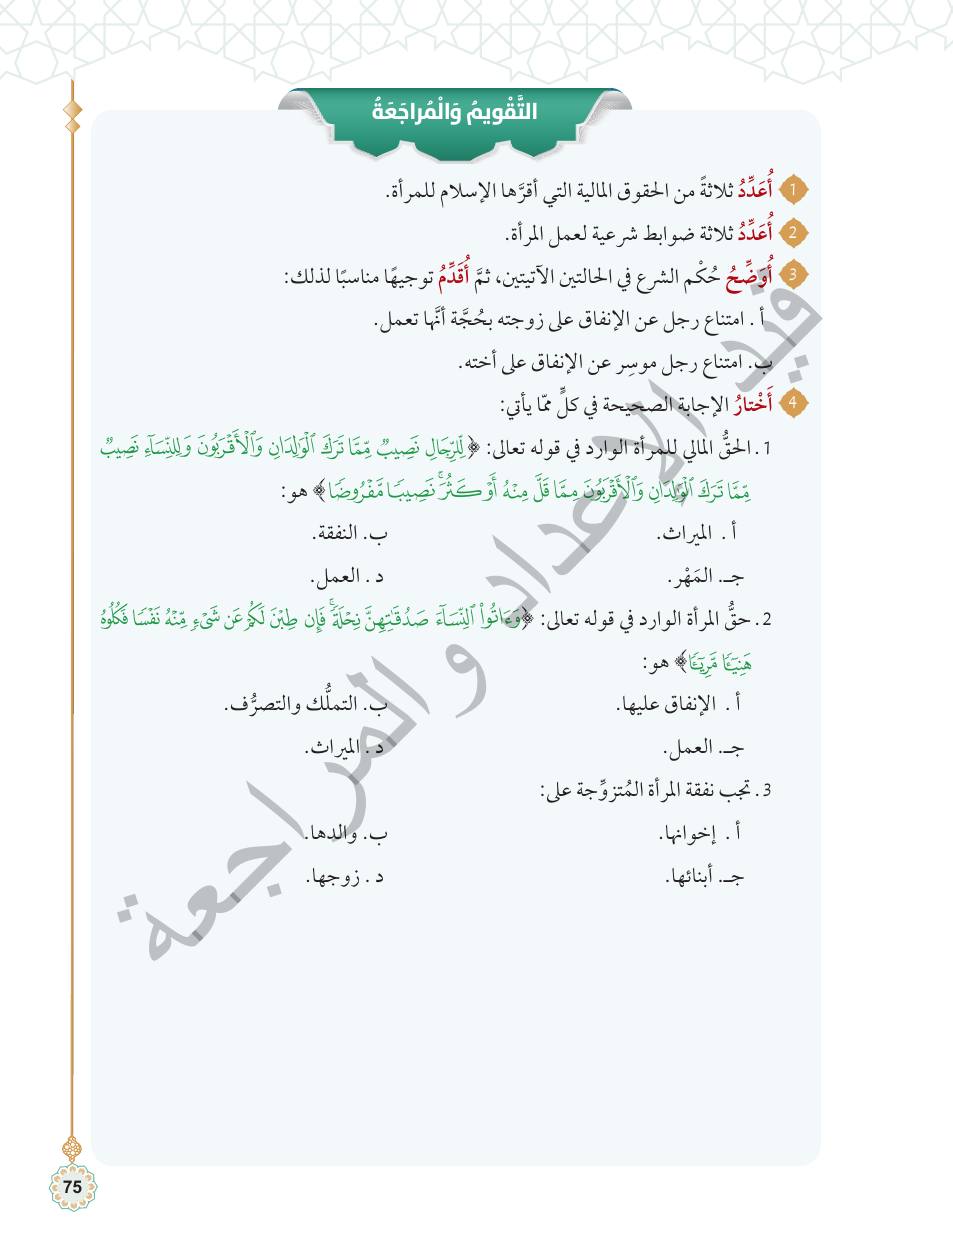 التَّقْويمُ وَالْمُراجَعَةُ
1 أُعَدِّدُ ثلاثةً من الحقوق المالية التي أقرَّها الإسلام للمرأة.
2 أُعَدِّدُ ثلاثة ضوابط شرعية لعمل المرأة.
3 أُوَضِّحُ حُكْم الشرع في الحالتين الآتيتين، ثمَّ أُقَدِّمُ توجيهًا مناسبًا لذلك:
أ . امتناع رجل عن الإنفاق على زوجته بحُجَّة أنَّها تعمل.
ب. امتناع رجل موسِر عن الإنفاق على أخته.
4 أَخْتارُ الإجابة الصحيحة في كلٍّ ممّا يأتي:
1. الحقُّ المالي للمرأة الوارد في قوله تعالى: ﴿لِّلرِّجَالِ نَصِيبٌ مِّمَّا تَرَكَ ٱلْوَٰلِدَانِ وَٱلْأَقْرَبُونَ وَلِلنِّسَآءِ نَصِيبٌ
مِّمَّا تَرَكَ ٱلْوَٰلِدَانِ وَٱلْأَقْرَبُونَ مِمَّا قَلَّ مِنْهُ أَوْ كَثُرَ ۚ نَصِيبًا مَّفْرُوضًا﴾ هو:
أ . الميراث. ب. النفقة.
جـ. المَهْر. د . العمل.
2. حقُّ المرأة الوارد في قوله تعالى: ﴿وَءَاتُوا۟ ٱلنِّسَآءَ صَدُقَٰتِهِنَّ نِحْلَةً ۚ فَإِن طِبْنَ لَكُمْ عَن شَىْءٍ مِّنْهُ نَفْسًا فَكُلُوهُ
هَنِيٓـًٔا مَّرِيٓـًٔا﴾ هو:
أ . الإنفاق عليها. ب. التملُّك والتصرُّف.
جـ. العمل. د . الميراث.
3. تجب نفقة المرأة المُتزوِّجة على:
أ . إخوانها. ب. والدها.
جـ. أبنائها. د . زوجها.
قيد الإعداد والمراجعة
75